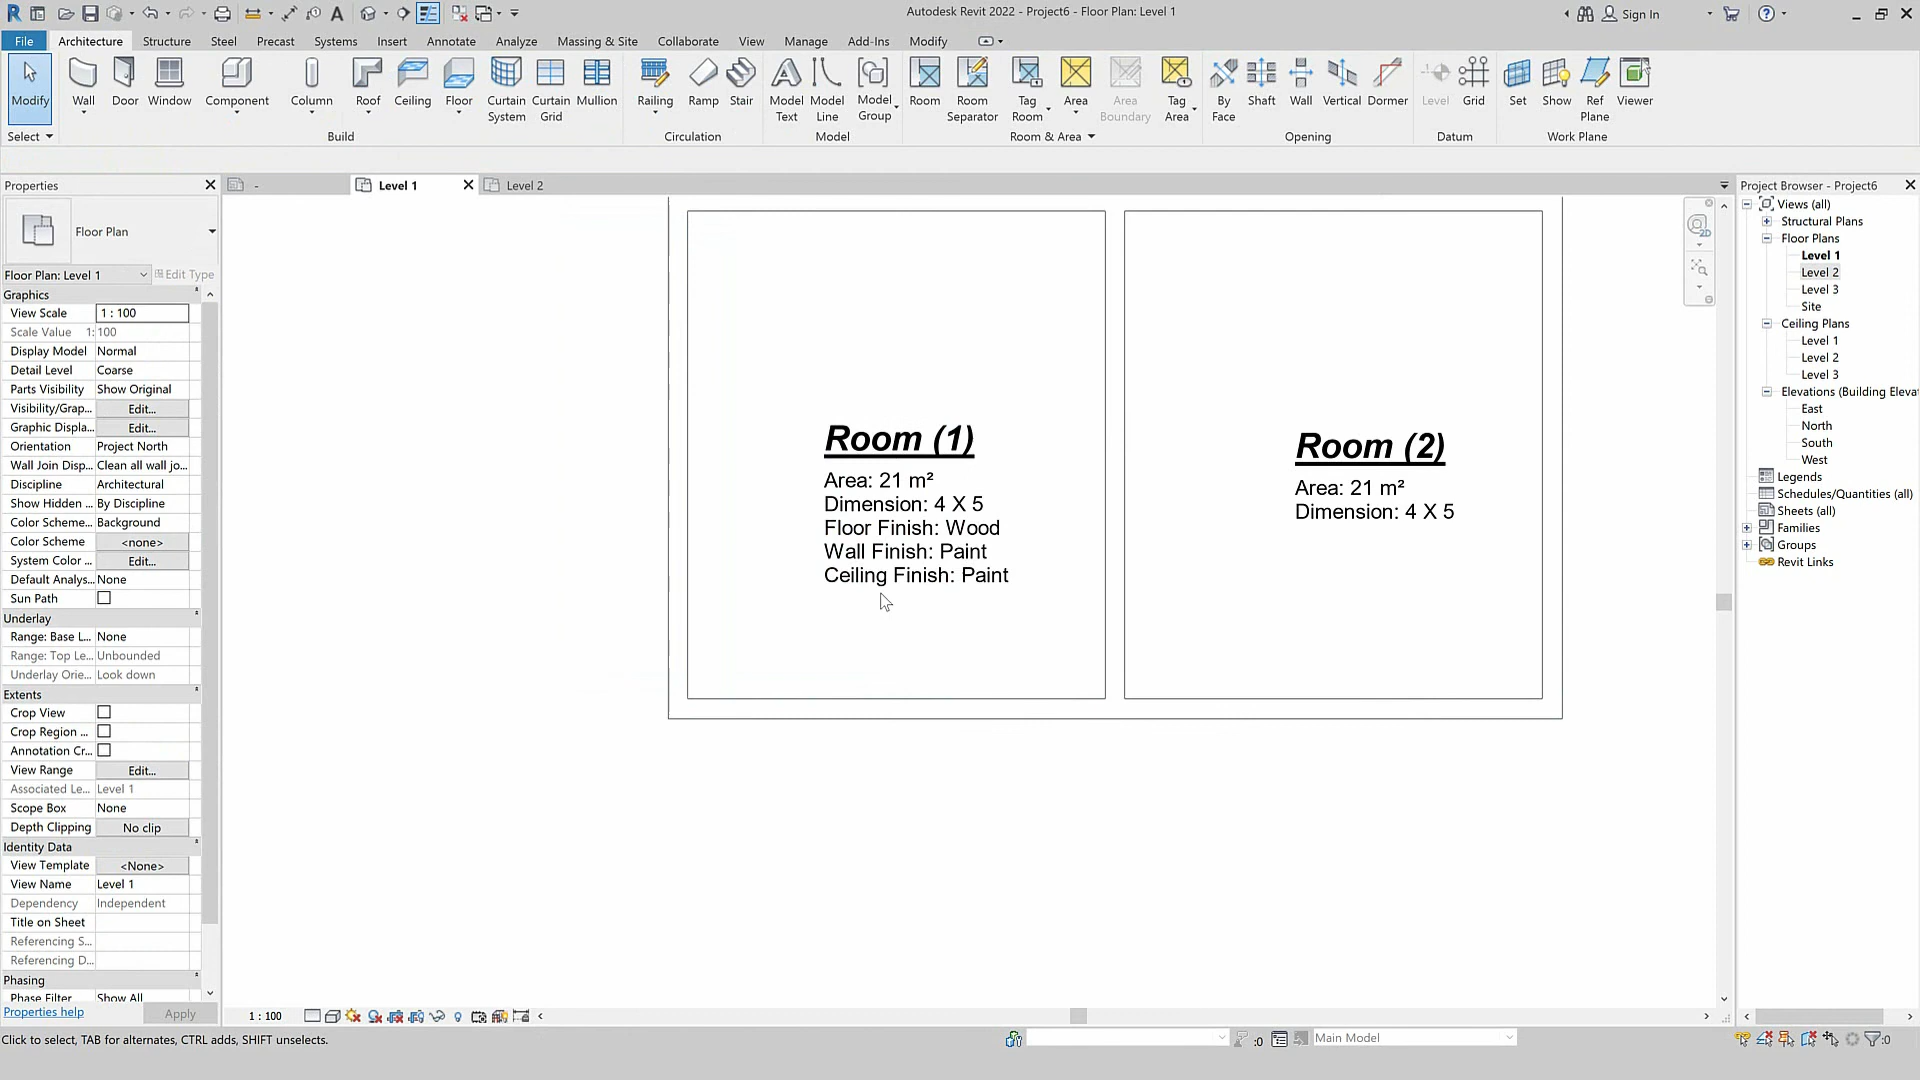 Autodesk Revit 2022 - Project6 - Floor Plan: Level 1
Sign In
File Architecture Structure Steel Precast Systems Insert Annotate Analyze Massing & Site Collaborate View Manage Add-Ins Modify
Modify Wall Door Window Component Column Roof Ceiling Floor Curtain System Curtain Grid Mullion Railing Ramp Stair Model Text Model Line Model Group Room Room Separator Tag Room Area Area Boundary Tag Area By Face Shaft Wall Vertical Dormer Level Grid Set Show Ref Plane Viewer
Select Build Circulation Model Room & Area Opening Datum Work Plane
Properties
- Level 1 Level 2
Floor Plan
Floor Plan: Level 1 Edit Type
Graphics
View Scale 1 : 100
Scale Value 1: 100
Display Model Normal
Detail Level Coarse
Parts Visibility Show Original
Visibility/Grap... Edit...
Graphic Displa... Edit...
Orientation Project North
Wall Join Disp... Clean all wall jo...
Discipline Architectural
Show Hidden ... By Discipline
Color Scheme... Background
Color Scheme <none>
System Color ... Edit...
Default Analys... None
Sun Path
Underlay
Range: Base L... None
Range: Top Le... Unbounded
Underlay Orie... Look down
Extents
Crop View
Crop Region ...
Annotation Cr...
View Range Edit...
Associated Le... Level 1
Scope Box None
Depth Clipping No clip
Identity Data
View Template <None>
View Name Level 1
Dependency Independent
Title on Sheet
Referencing S...
Referencing D...
Phasing
Phase Filter Show All
Properties help Apply
Room (1)
Area: 21 m²
Dimension: 4 X 5
Floor Finish: Wood
Wall Finish: Paint
Ceiling Finish: Paint
Room (2)
Area: 21 m²
Dimension: 4 X 5
2D
Project Browser - Project6
Views (all)
Structural Plans
Floor Plans
Level 1
Level 2
Level 3
Site
Ceiling Plans
Level 1
Level 2
Level 3
Elevations (Building Eleva
East
North
South
West
Legends
Schedules/Quantities (all)
Sheets (all)
Families
Groups
Revit Links
1 : 100
Click to select, TAB for alternates, CTRL adds, SHIFT unselects.
:0
Main Model
:0